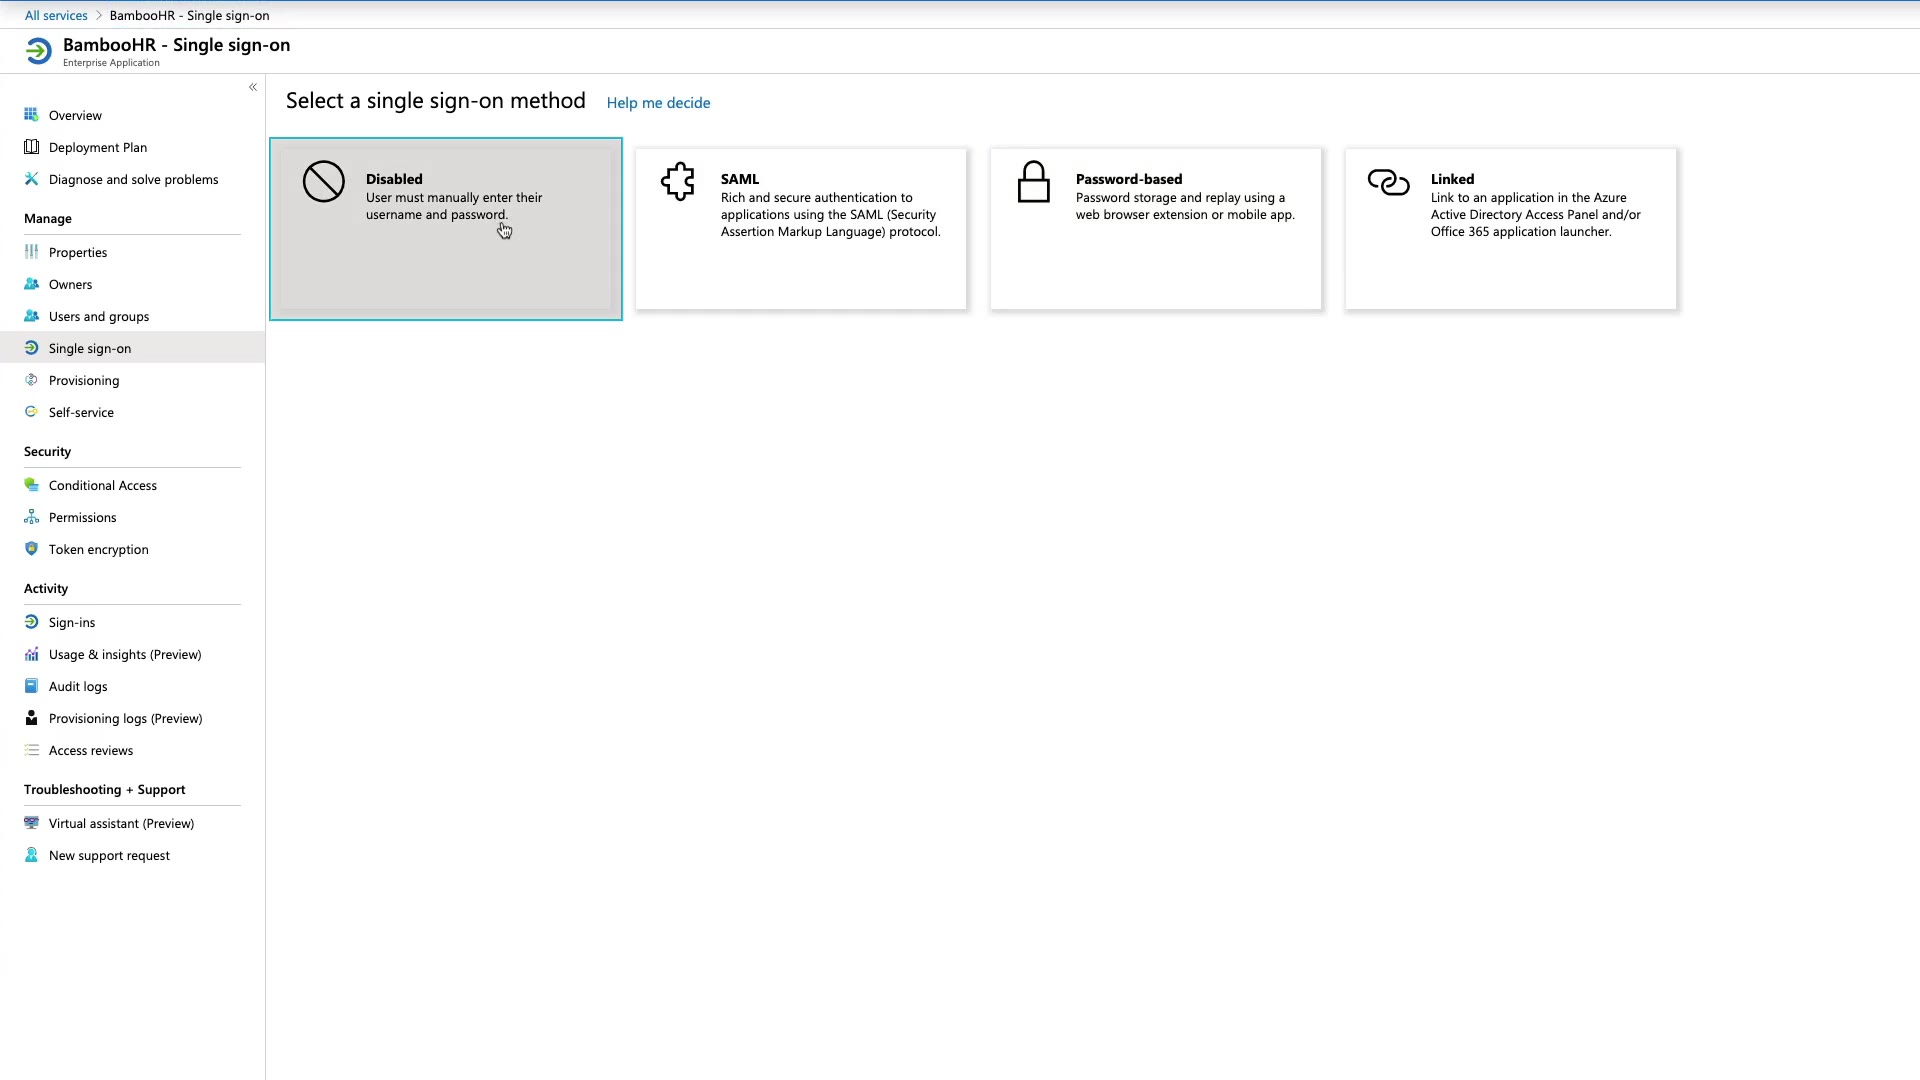 All services > BambooHR - Single sign-on
BambooHR - Single sign-on
Enterprise Application
«
Overview
Deployment Plan
Diagnose and solve problems
Manage
Properties
Owners
Users and groups
Single sign-on
Provisioning
Self-service
Security
Conditional Access
Permissions
Token encryption
Activity
Sign-ins
Usage & insights (Preview)
Audit logs
Provisioning logs (Preview)
Access reviews
Troubleshooting + Support
Virtual assistant (Preview)
New support request
Select a single sign-on method Help me decide
Disabled
User must manually enter their
username and password.
SAML
Rich and secure authentication to
applications using the SAML (Security
Assertion Markup Language) protocol.
Password-based
Password storage and replay using a
web browser extension or mobile app.
Linked
Link to an application in the Azure
Active Directory Access Panel and/or
Office 365 application launcher.